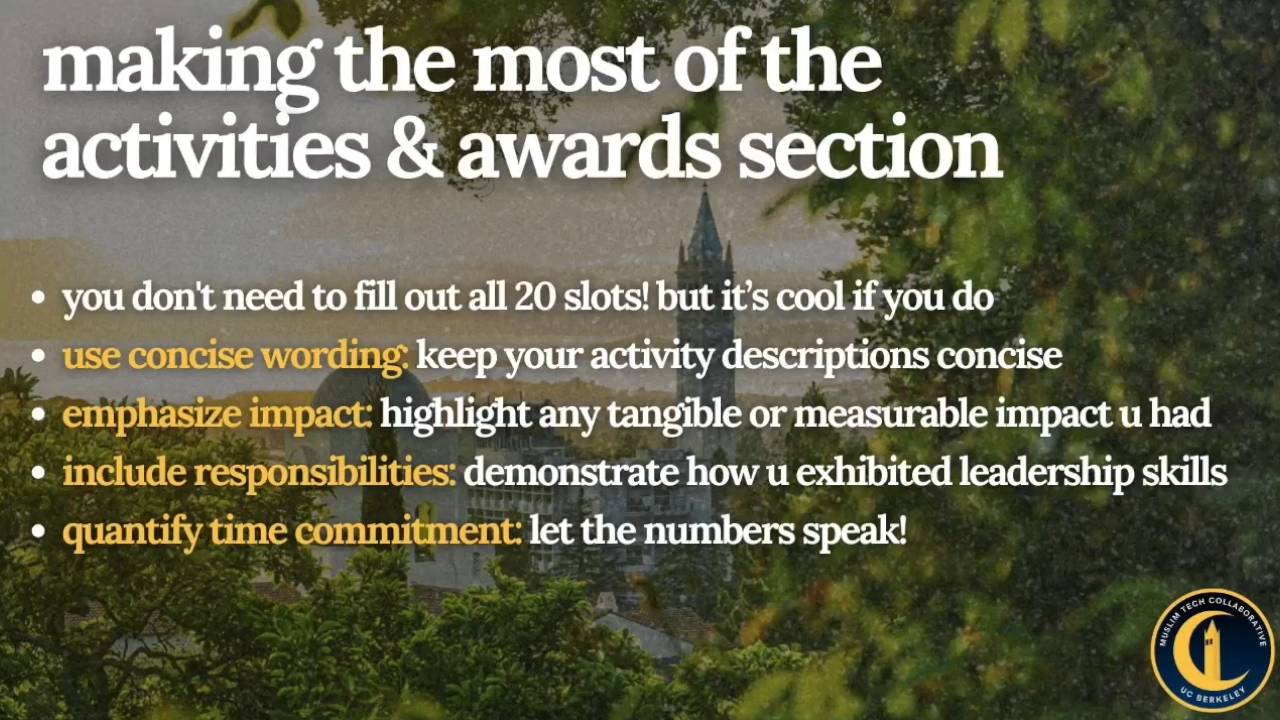 making the most of the
activities & awards section
• you don't need to fill out all 20 slots! but it’s cool if you do
• use concise wording: keep your activity descriptions concise
• emphasize impact: highlight any tangible or measurable impact u had
• include responsibilities: demonstrate how u exhibited leadership skills
• quantify time commitment: let the numbers speak!
MUSLIM TECH COLLABORATIVE
UC BERKELEY